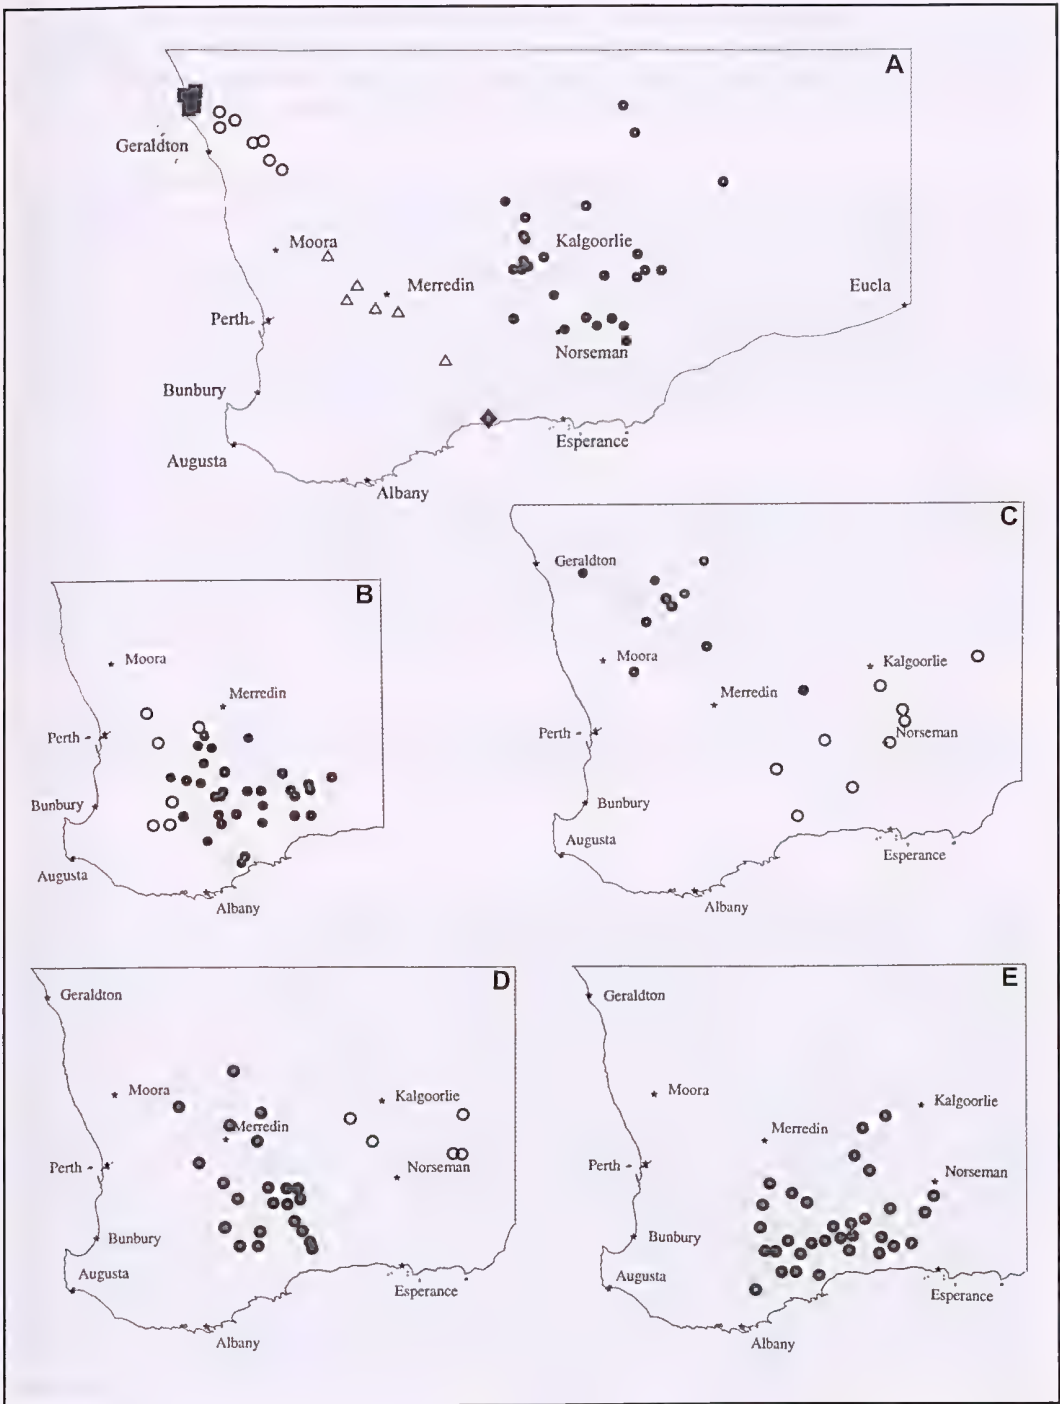 A
Geraldton
Moora
Kalgoorlie
Merredin
Eucla
Perth
Norseman
Bunbury
Esperance
Augusta
Albany
B
Moora
Merredin
Perth
Bunbury
Augusta
Albany
C
Geraldton
Moora
Kalgoorlie
Merredin
Perth
Norseman
Bunbury
Augusta
Esperance
Albany
D
Geraldton
Moora
Kalgoorlie
Merredin
Perth
Norseman
Bunbury
Augusta
Esperance
Albany
E
Geraldton
Moora
Kalgoorlie
Merredin
Perth
Norseman
Bunbury
Augusta
Esperance
Albany